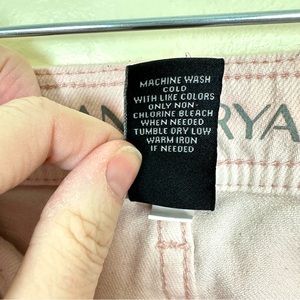 MACHINE WASH
COLD
WITH LIKE COLORS
ONLY NON-
CHLORINE BLEACH
WHEN NEEDED
TUMBLE DRY LOW
WARM IRON
IF NEEDED